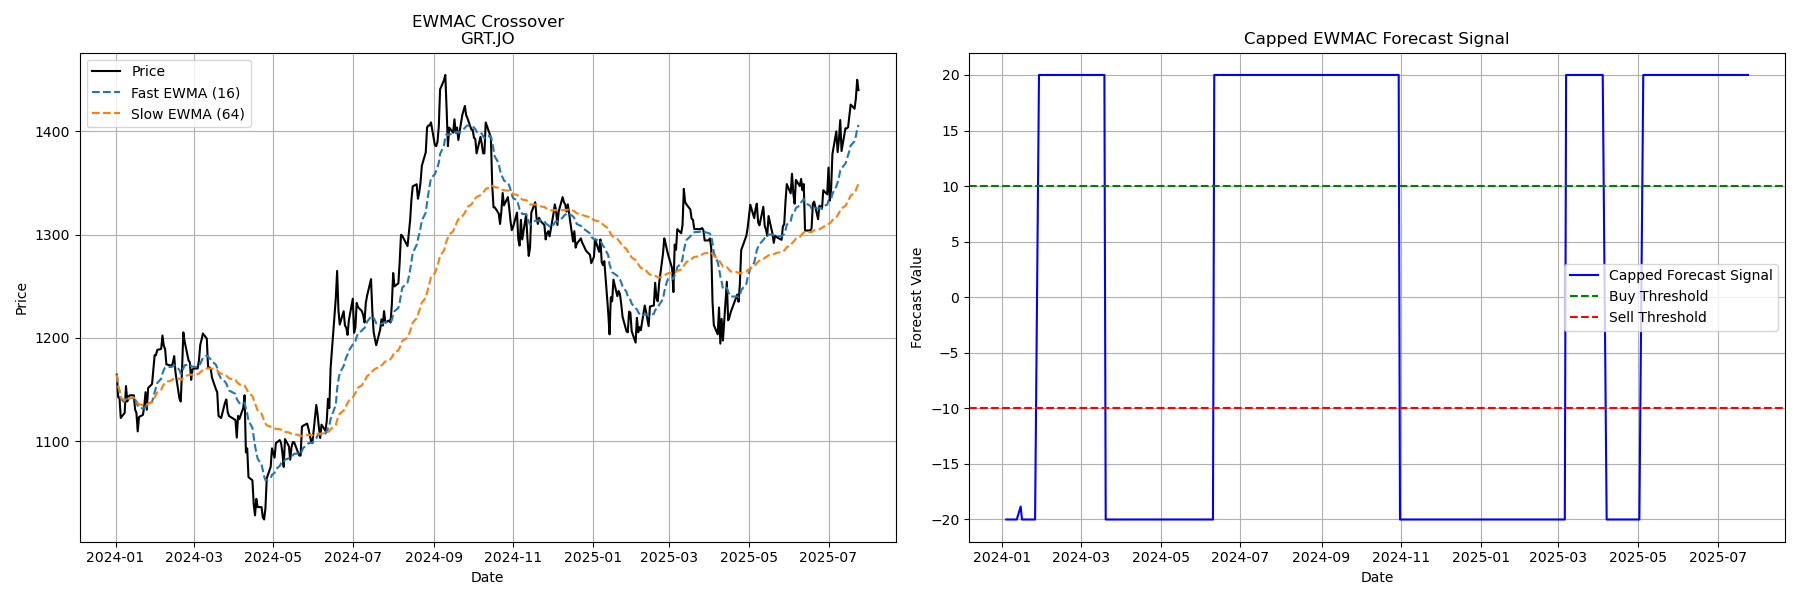 EWMAC Crossover
GRT.JO
Price
Fast EWMA (16)
Slow EWMA (64)
Price
1400
1300
1200
1100
2024-01
2024-03
2024-05
2024-07
2024-09
2024-11
2025-01
2025-03
2025-05
2025-07
Date
Capped EWMAC Forecast Signal
Forecast Value
20
15
10
5
0
−5
−10
−15
−20
Capped Forecast Signal
Buy Threshold
Sell Threshold
2024-01
2024-03
2024-05
2024-07
2024-09
2024-11
2025-01
2025-03
2025-05
2025-07
Date